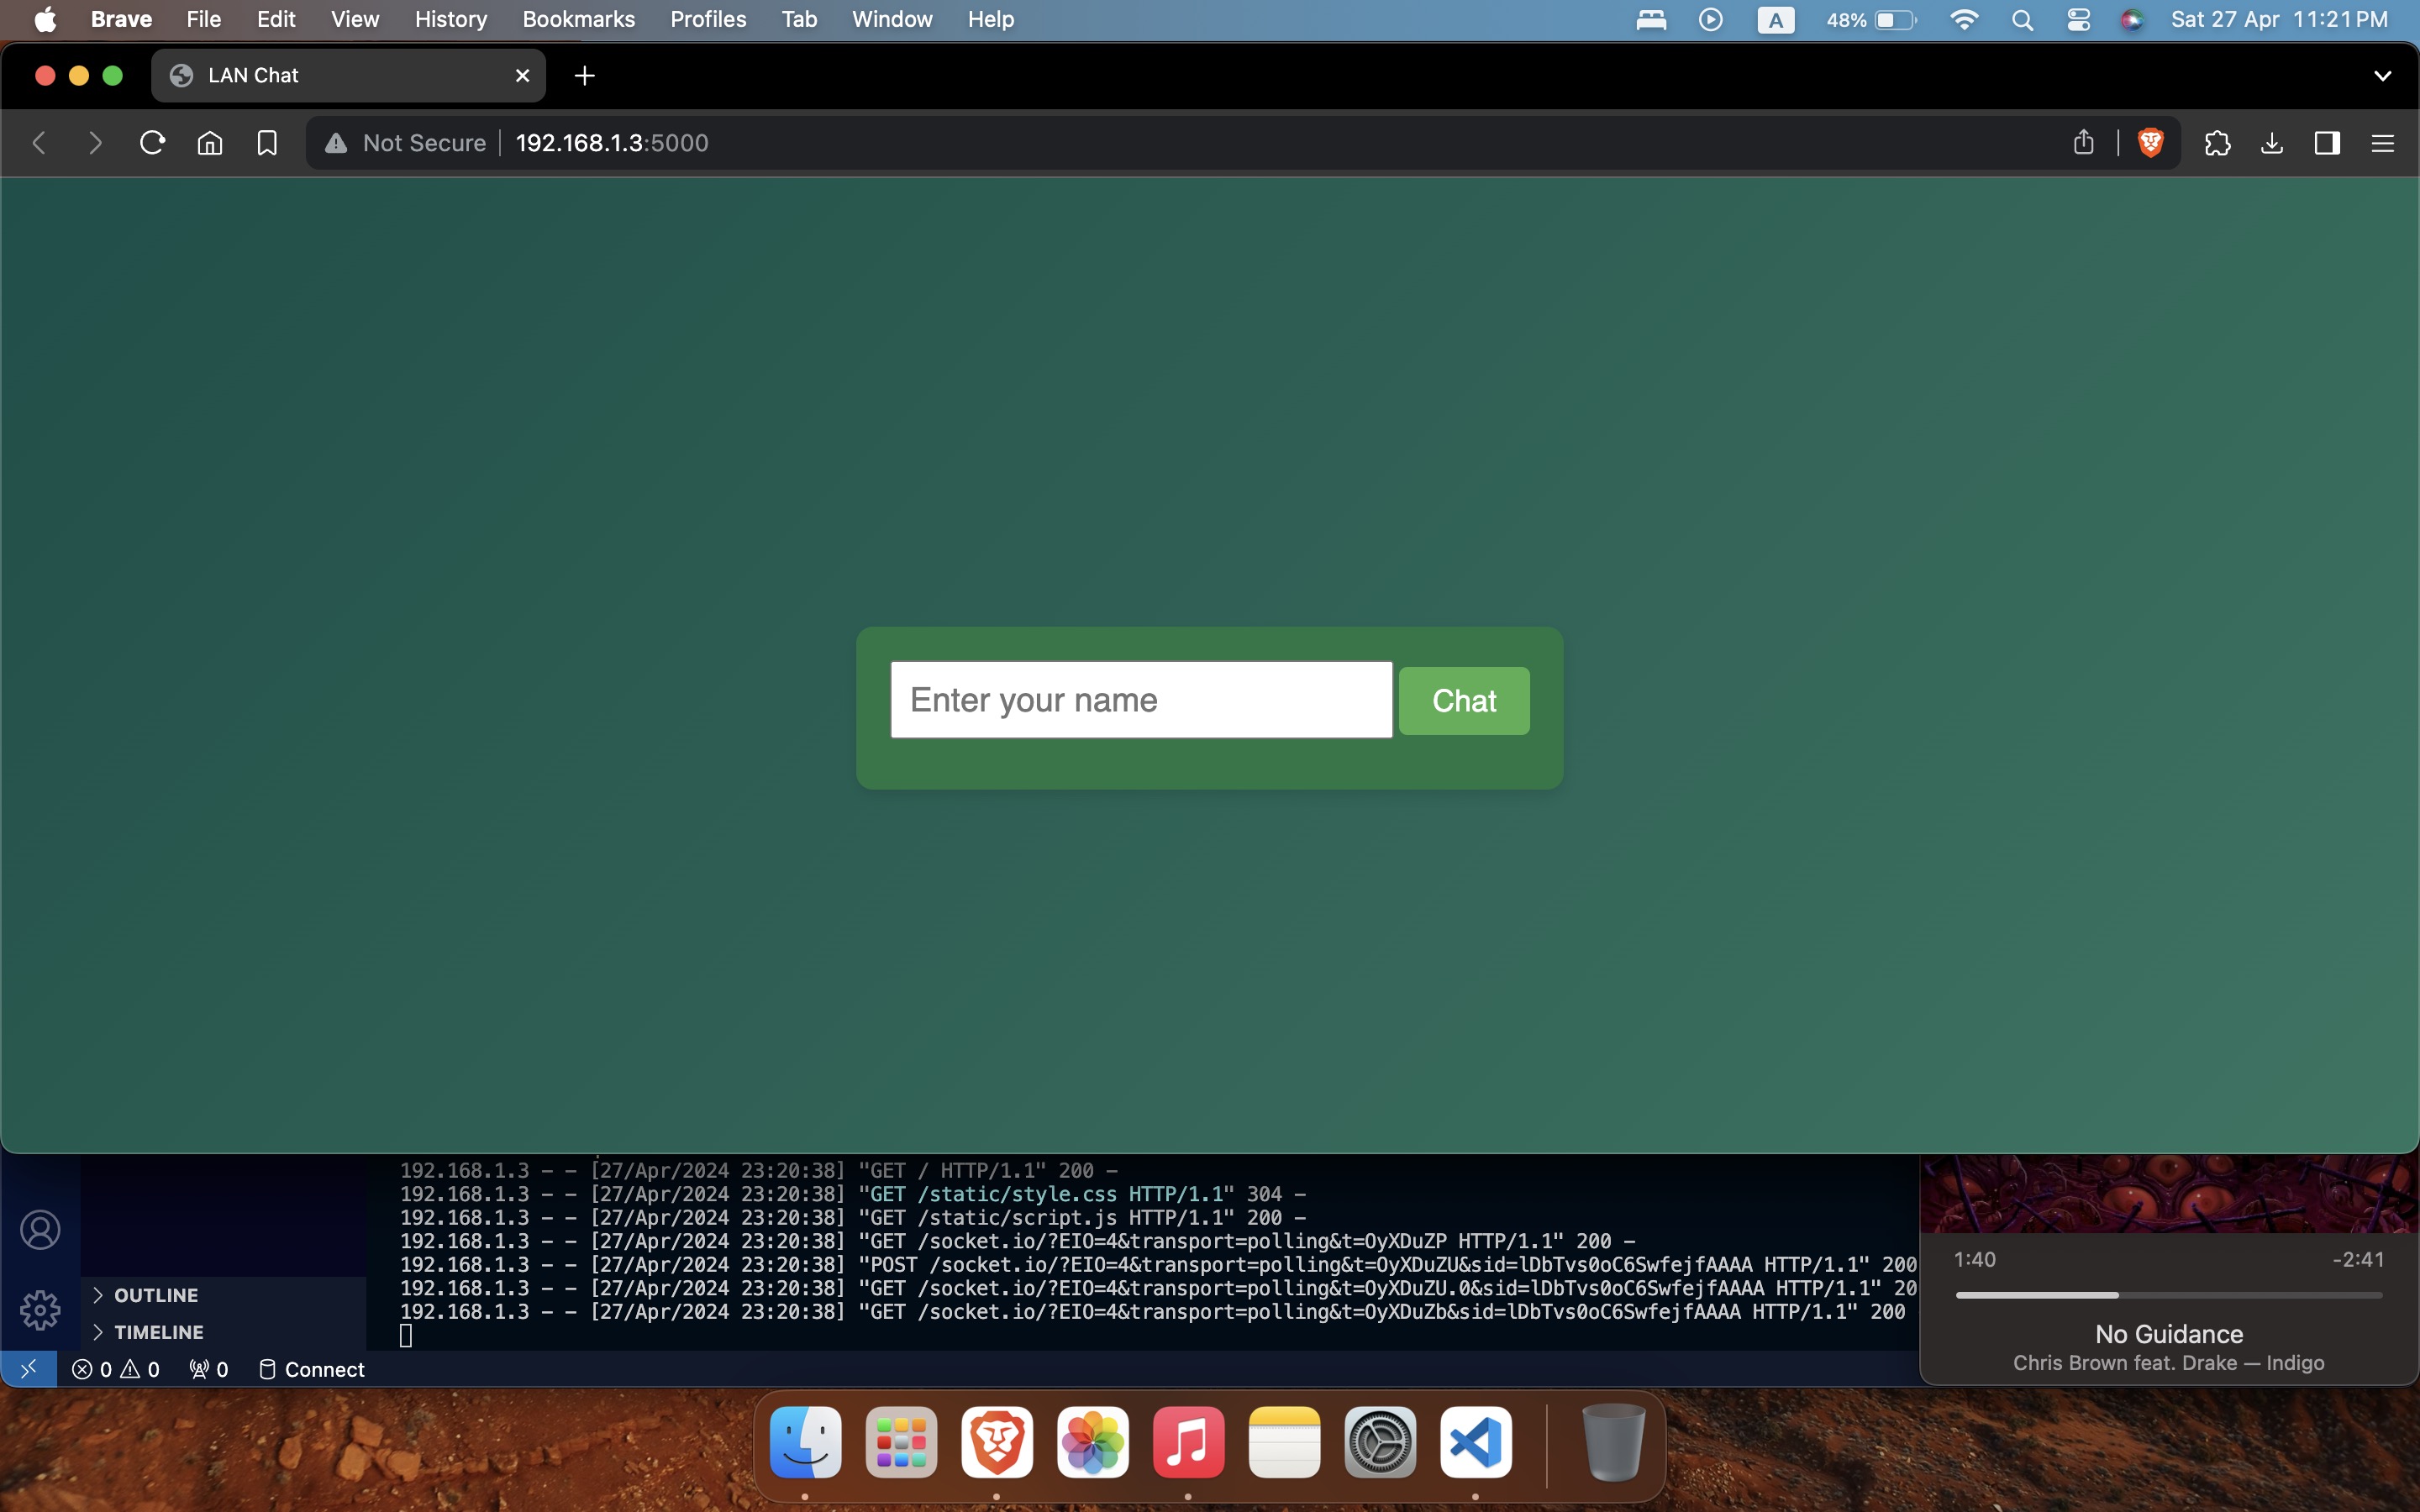 Brave File Edit View History Bookmarks Profiles Tab Window Help A 48% Sat 27 Apr 11:21 PM
LAN Chat
Not Secure 192.168.1.3:5000
Enter your name Chat
192.168.1.3 - - [27/Apr/2024 23:20:38] "GET / HTTP/1.1" 200 -
192.168.1.3 - - [27/Apr/2024 23:20:38] "GET /static/style.css HTTP/1.1" 304 -
192.168.1.3 - - [27/Apr/2024 23:20:38] "GET /static/script.js HTTP/1.1" 200 -
192.168.1.3 - - [27/Apr/2024 23:20:38] "GET /socket.io/?EIO=4&transport=polling&t=OyXDuZP HTTP/1.1" 200 -
192.168.1.3 - - [27/Apr/2024 23:20:38] "POST /socket.io/?EIO=4&transport=polling&t=OyXDuZU&sid=lDbTvs0oC6SwfejfAAAA HTTP/1.1" 200
192.168.1.3 - - [27/Apr/2024 23:20:38] "GET /socket.io/?EIO=4&transport=polling&t=OyXDuZU.0&sid=lDbTvs0oC6SwfejfAAAA HTTP/1.1" 20
192.168.1.3 - - [27/Apr/2024 23:20:38] "GET /socket.io/?EIO=4&transport=polling&t=OyXDuZb&sid=lDbTvs0oC6SwfejfAAAA HTTP/1.1" 200
OUTLINE
TIMELINE
0 0 0 Connect
1:40 -2:41
No Guidance
Chris Brown feat. Drake — Indigo